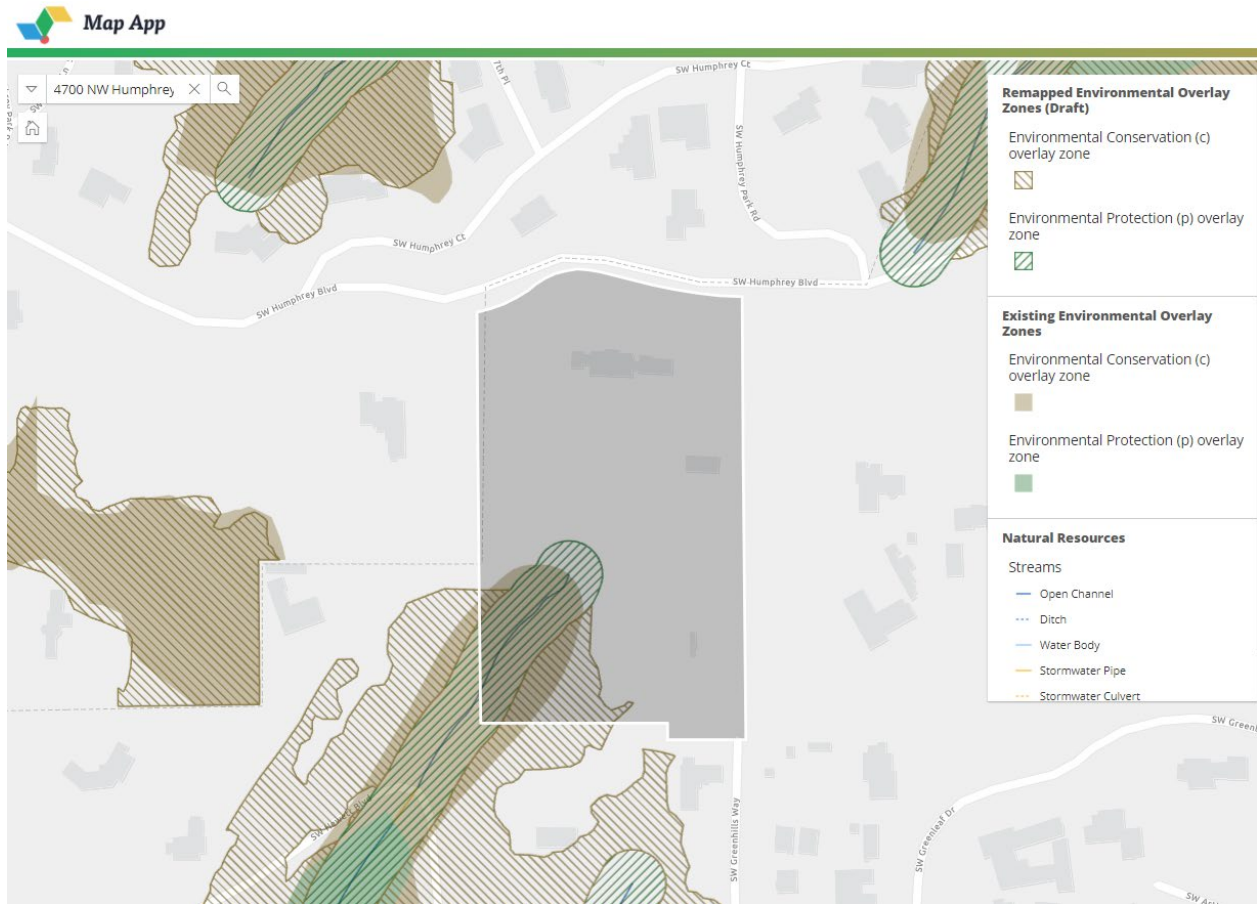 Map App
4700 NW Humphrey
7th Pl
SW Humphrey Ct
SW Humphrey Park Rd
SW Humphrey Ct
SW Humphrey Blvd
SW Humphrey Blvd
SW Greenhills Way
SW Greenleaf Dr
Remapped Environmental Overlay
Zones (Draft)
Environmental Conservation (c)
overlay zone
Environmental Protection (p) overlay
zone
Existing Environmental Overlay
Zones
Environmental Conservation (c)
overlay zone
Environmental Protection (p) overlay
zone
Natural Resources
Streams
Open Channel
Ditch
Water Body
Stormwater Pipe
Stormwater Culvert